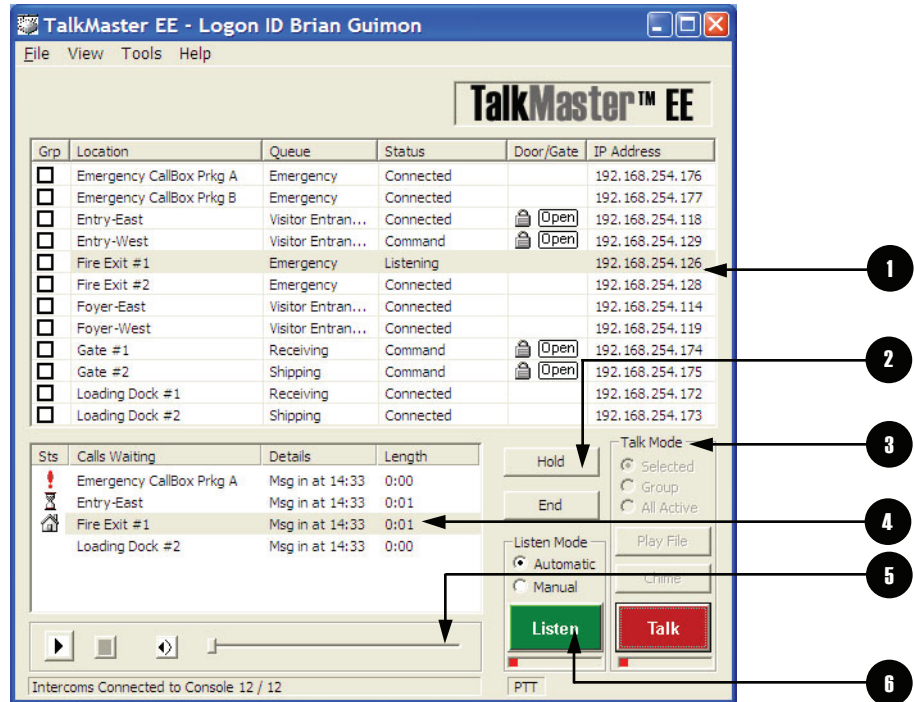 TalkMaster EE - Logon ID Brian Guimon
File View Tools Help
TalkMaster™ EE
Grp Location Queue Status Door/Gate IP Address
Emergency CallBox Prkg A Emergency Connected 192.168.254.176
Emergency CallBox Prkg B Emergency Connected 192.168.254.177
Entry-East Visitor Entran... Connected Open 192.168.254.118
Entry-West Visitor Entran... Command Open 192.168.254.129
Fire Exit #1 Emergency Listening 192.168.254.126
Fire Exit #2 Emergency Connected 192.168.254.128
Foyer-East Visitor Entran... Connected 192.168.254.114
Foyer-West Visitor Entran... Connected 192.168.254.119
Gate #1 Receiving Command Open 192.168.254.174
Gate #2 Shipping Command Open 192.168.254.175
Loading Dock #1 Receiving Connected 192.168.254.172
Loading Dock #2 Shipping Connected 192.168.254.173
Sts Calls Waiting Details Length
Emergency CallBox Prkg A Msg in at 14:33 0:00
Entry-East Msg in at 14:33 0:01
Fire Exit #1 Msg in at 14:33 0:01
Loading Dock #2 Msg in at 14:33 0:00
Hold
End
Talk Mode
Selected
Group
All Active
Listen Mode
Automatic
Manual
Play File
Chime
Listen
Talk
Intercoms Connected to Console 12 / 12
PTT
1
2
3
4
5
6